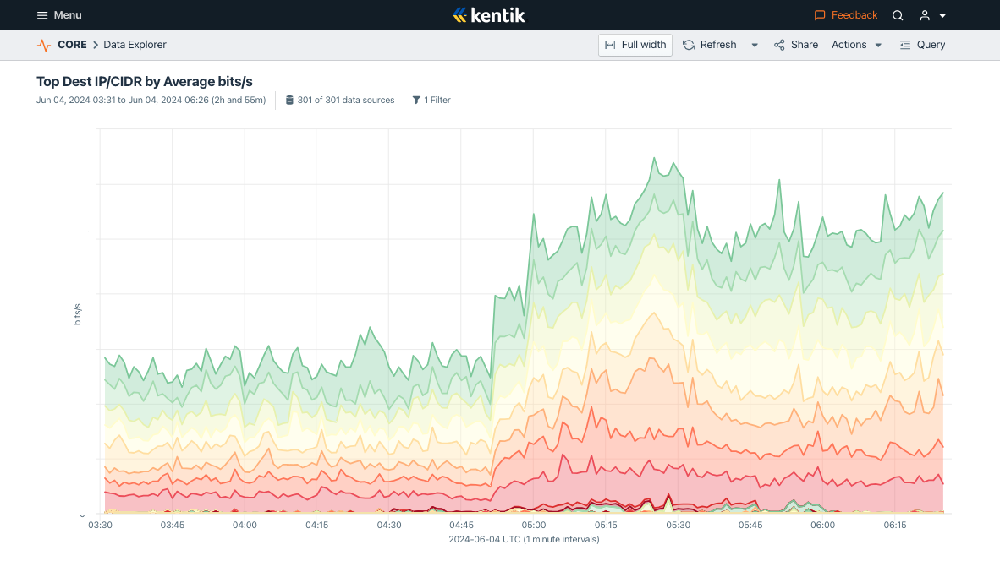 Menu
kentik
Feedback
CORE > Data Explorer
Full width
Refresh
Share
Actions
Query
Top Dest IP/CIDR by Average bits/s
Jun 04, 2024 03:31 to Jun 04, 2024 06:26 (2h and 55m)
301 of 301 data sources
1 Filter
bits/s
03:30 03:45 04:00 04:15 04:30 04:45 05:00 05:15 05:30 05:45 06:00 06:15
2024-06-04 UTC (1 minute intervals)